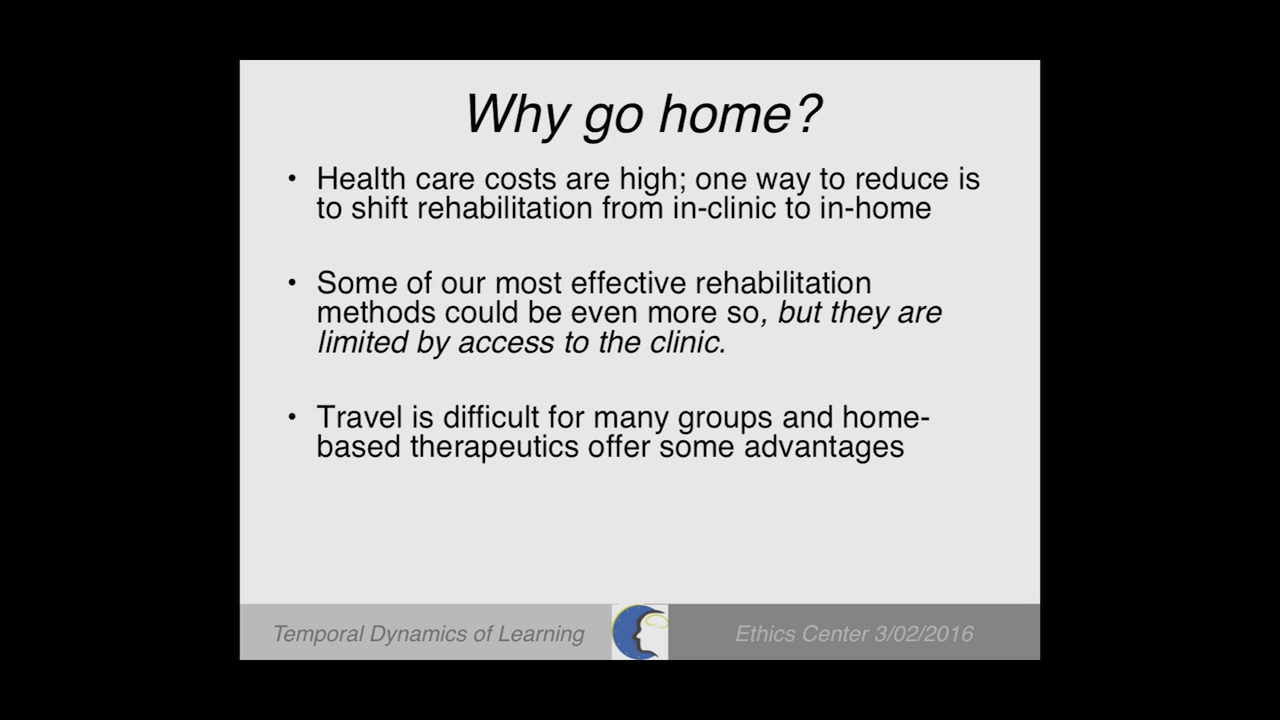 Why go home?
• Health care costs are high; one way to reduce is
to shift rehabilitation from in-clinic to in-home
• Some of our most effective rehabilitation
methods could be even more so, but they are
limited by access to the clinic.
• Travel is difficult for many groups and home-
based therapeutics offer some advantages
Temporal Dynamics of Learning
Ethics Center 3/02/2016